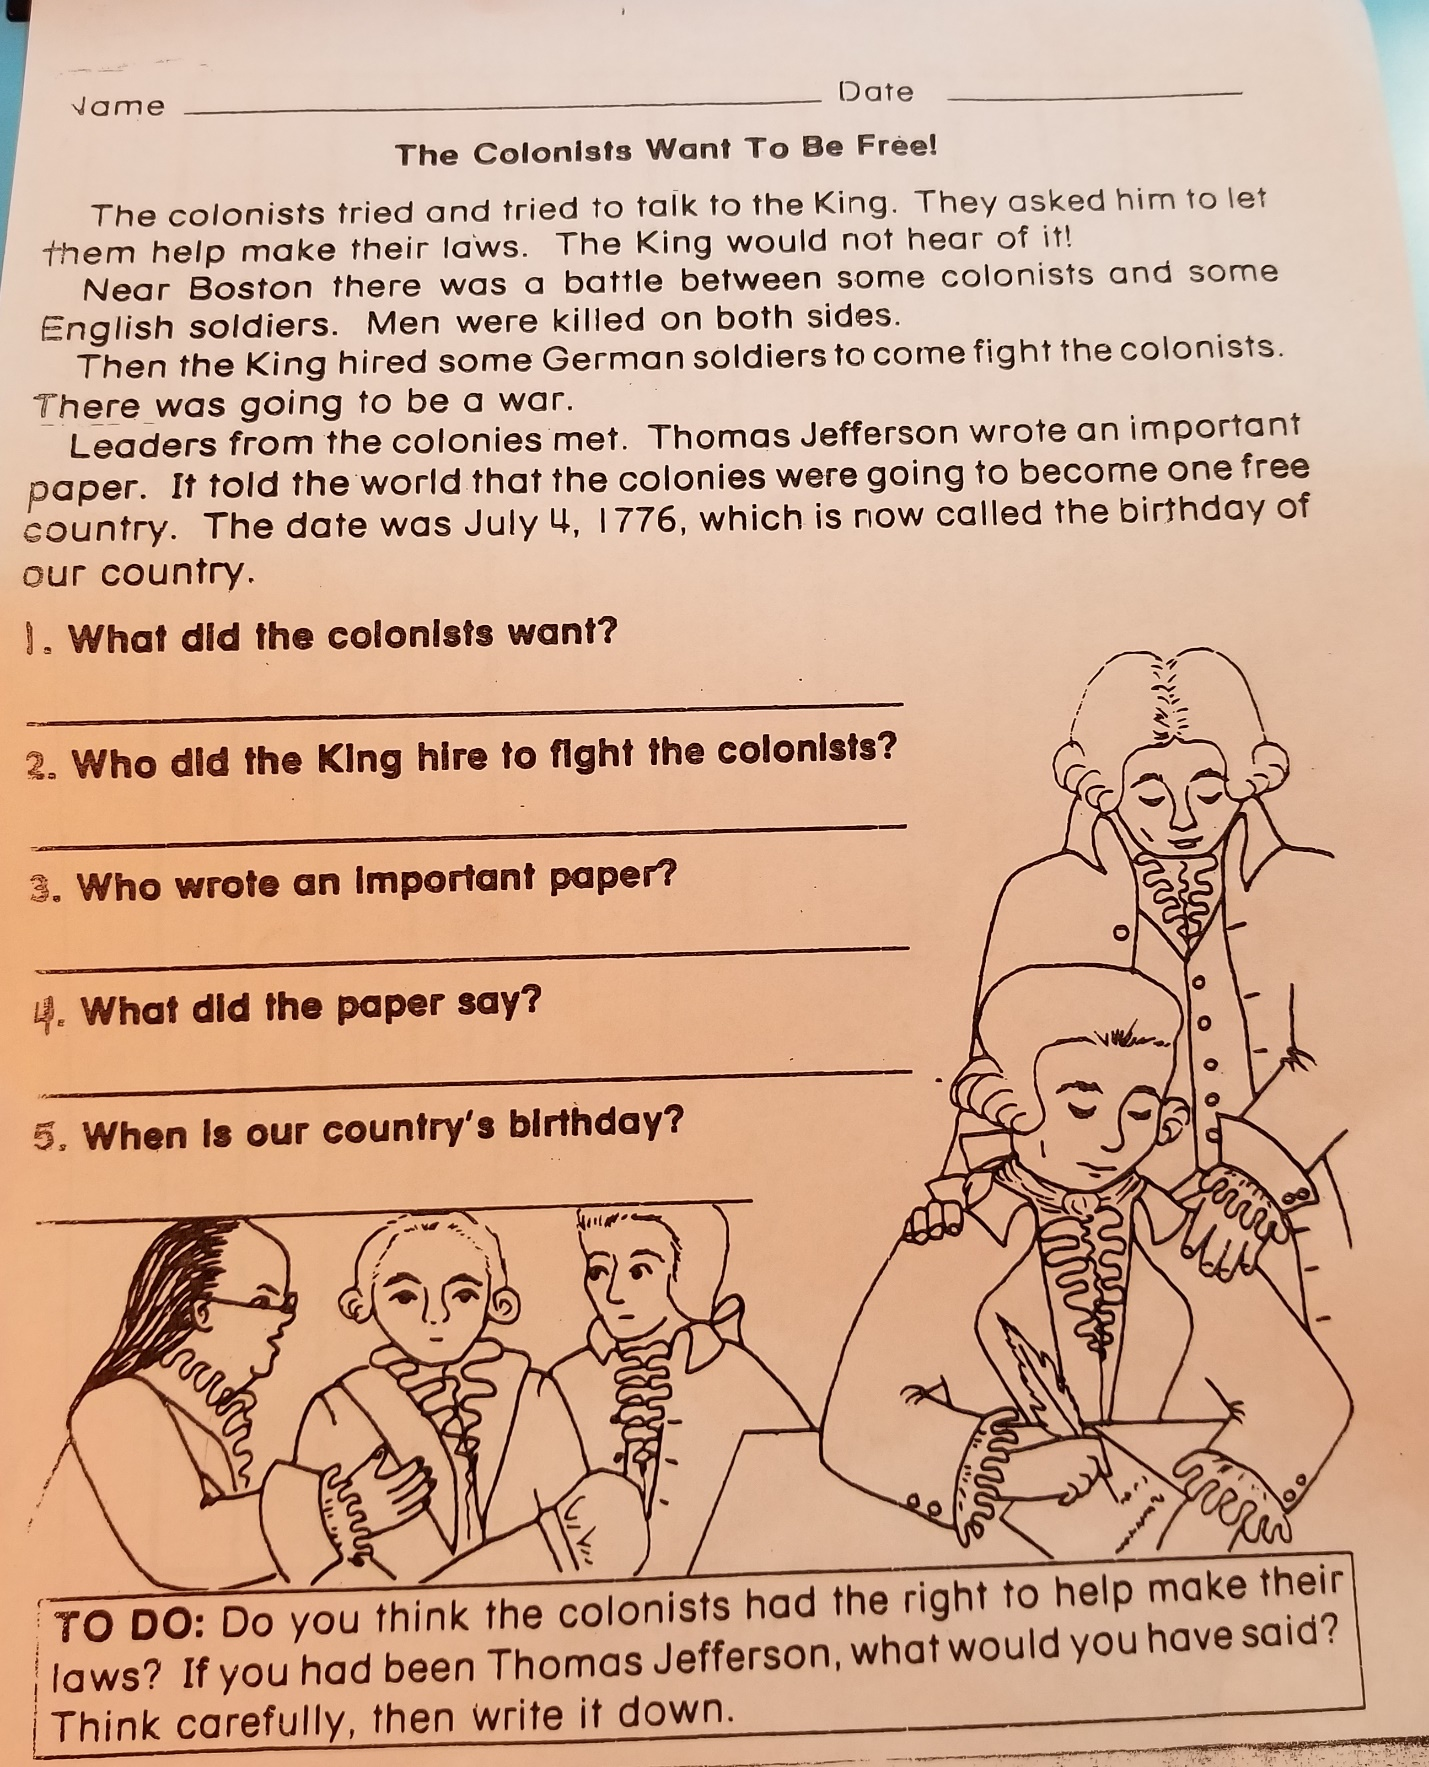 Name Date
The Colonists Want To Be Free!
The colonists tried and tried to talk to the King. They asked him to let
them help make their laws. The King would not hear of it!
Near Boston there was a battle between some colonists and some
English soldiers. Men were killed on both sides.
Then the King hired some German soldiers to come fight the colonists.
There was going to be a war.
Leaders from the colonies met. Thomas Jefferson wrote an important
paper. It told the world that the colonies were going to become one free
country. The date was July 4, 1776, which is now called the birthday of
our country.
1. What did the colonists want?
2. Who did the King hire to fight the colonists?
3. Who wrote an important paper?
4. What did the paper say?
5. When is our country's birthday?
TO DO: Do you think the colonists had the right to help make their
laws? If you had been Thomas Jefferson, what would you have said?
Think carefully, then write it down.